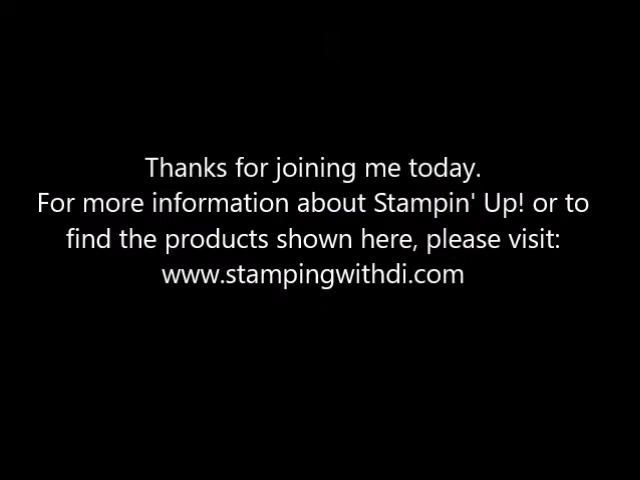 Thanks for joining me today.
For more information about Stampin' Up! or to
find the products shown here, please visit:
www.stampingwithdi.com